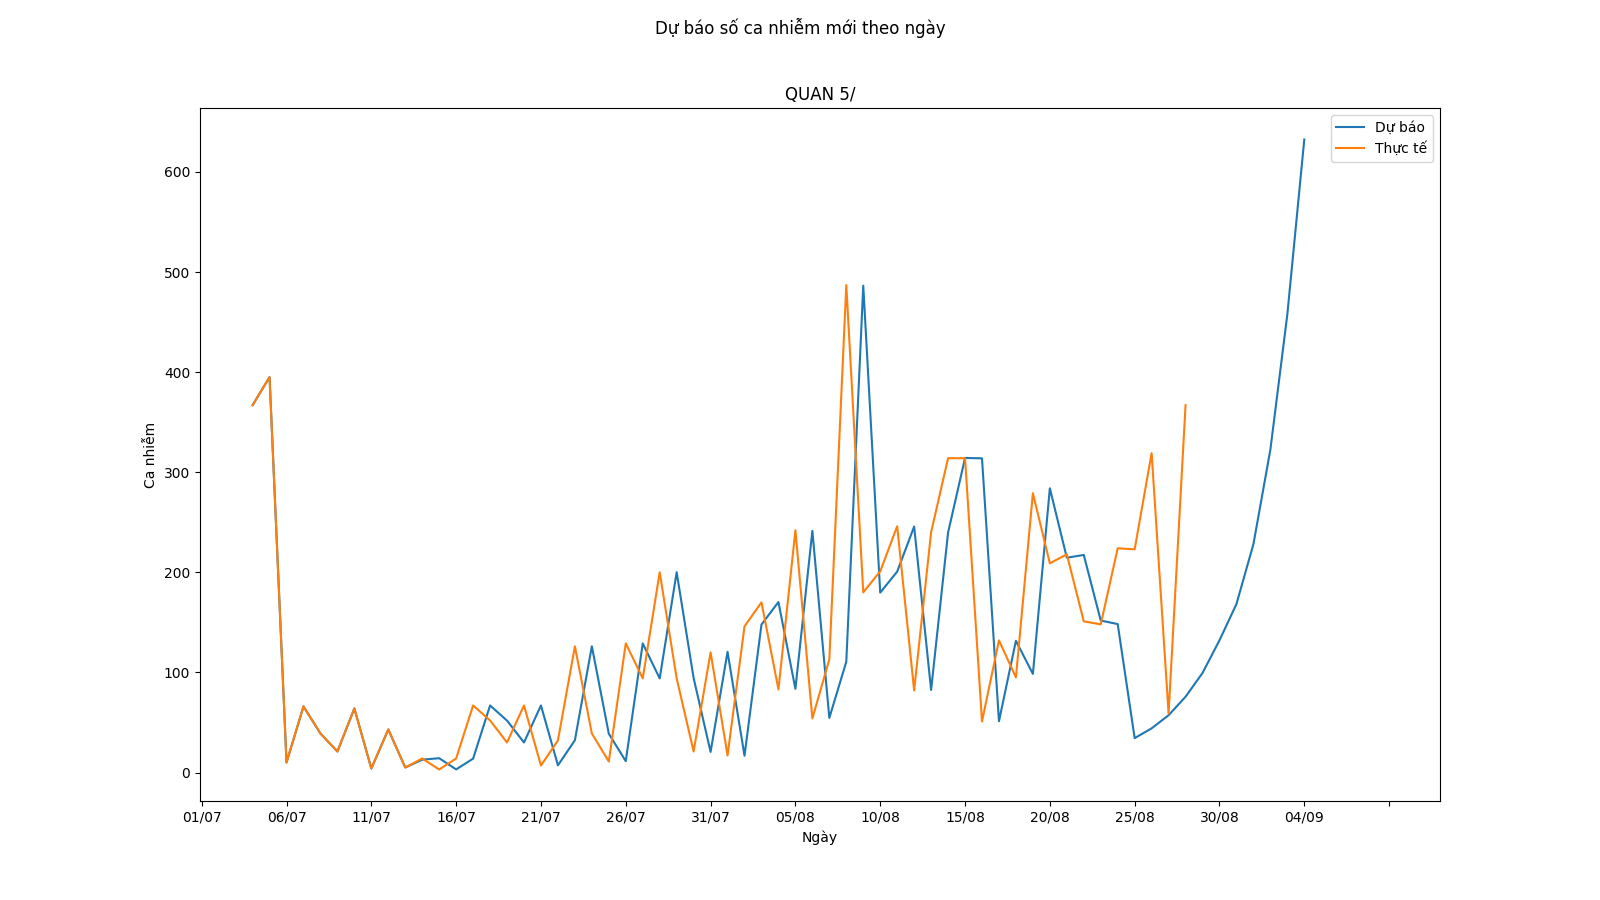 Dự báo số ca nhiễm mới theo ngày
QUAN 5/
Dự báo
Thực tế
600
500
400
300
200
100
0
Ca nhiễm
01/07 06/07 11/07 16/07 21/07 26/07 31/07 05/08 10/08 15/08 20/08 25/08 30/08 04/09
Ngày